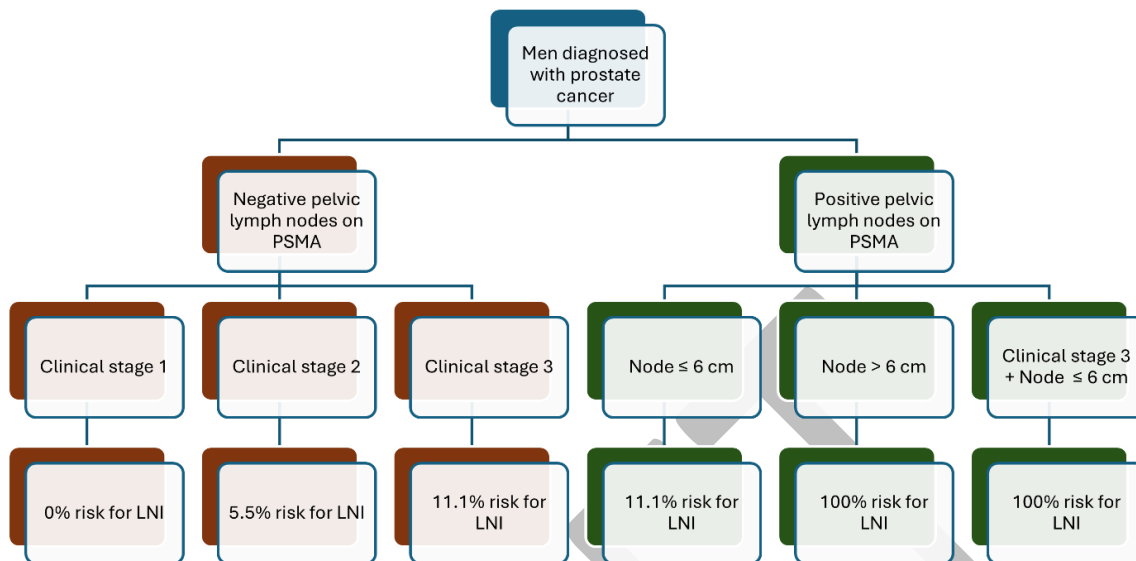 Men diagnosed
with prostate
cancer
Negative pelvic
lymph nodes on
PSMA
Positive pelvic
lymph nodes on
PSMA
Clinical stage 1
Clinical stage 2
Clinical stage 3
Node ≤ 6 cm
Node > 6 cm
Clinical stage 3
+ Node ≤ 6 cm
0% risk for LNI
5.5% risk for LNI
11.1% risk for
LNI
11.1% risk for
LNI
100% risk for
LNI
100% risk for
LNI